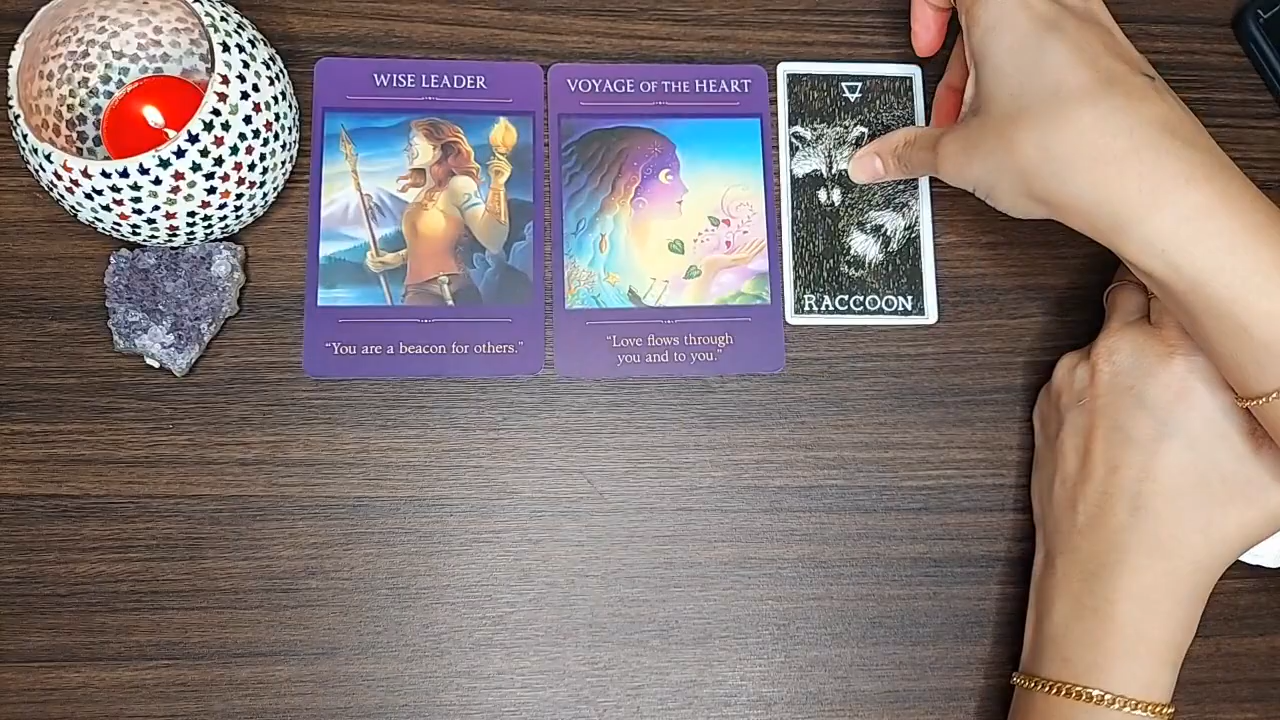 WISE LEADER
"You are a beacon for others."
VOYAGE OF THE HEART
"Love flows through
you and to you."
RACCOON